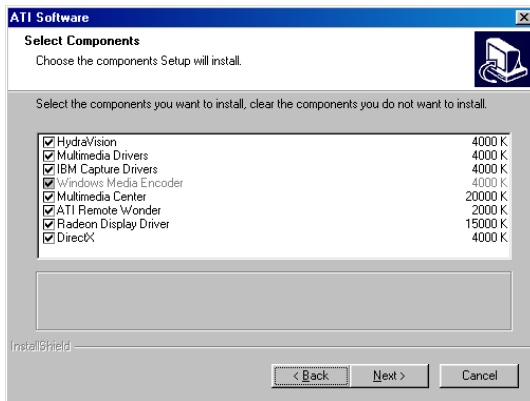 ATI Software
Select Components
Choose the components Setup will install.
Select the components you want to install, clear the components you do not want to install.
HydraVision 4000 K
Multimedia Drivers 4000 K
IBM Capture Drivers 4000 K
Windows Media Encoder 4000 K
Multimedia Center 20000 K
ATI Remote Wonder 2000 K
Radeon Display Driver 15000 K
DirectX 4000 K
InstallShield
< Back Next > Cancel